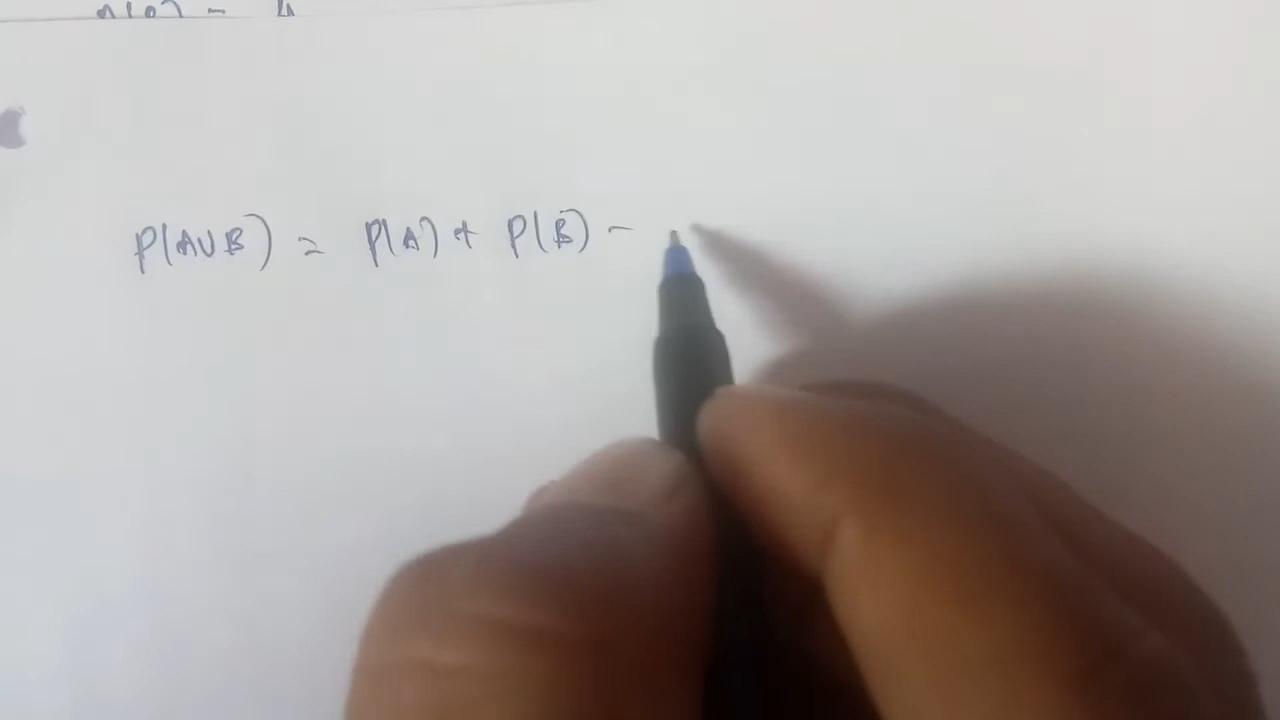 P(A∪B) = P(A) + P(B) -